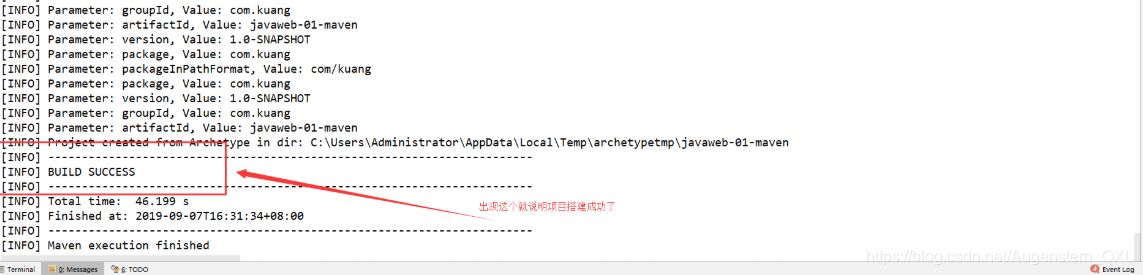 [INFO] Parameter: groupId, Value: com.kuang
[INFO] Parameter: artifactId, Value: javaweb-01-maven
[INFO] Parameter: version, Value: 1.0-SNAPSHOT
[INFO] Parameter: package, Value: com.kuang
[INFO] Parameter: packageInPathFormat, Value: com/kuang
[INFO] Parameter: package, Value: com.kuang
[INFO] Parameter: version, Value: 1.0-SNAPSHOT
[INFO] Parameter: groupId, Value: com.kuang
[INFO] Parameter: artifactId, Value: javaweb-01-maven
[INFO] Project created from Archetype in dir: C:\Users\Administrator\AppData\Local\Temp\archetypetmp\javaweb-01-maven
[INFO] ------------------------------------------------------------------------
[INFO] BUILD SUCCESS
[INFO] ------------------------------------------------------------------------
[INFO] Total time:  46.199 s
出现这个就说明项目搭建成功了
[INFO] Finished at: 2019-09-07T16:31:34+08:00
[INFO] ------------------------------------------------------------------------
[INFO] Maven execution finished
https://blog.csdn.net/Augenstern_QXL
Terminal 0: Messages 6: TODO 4 Event Log